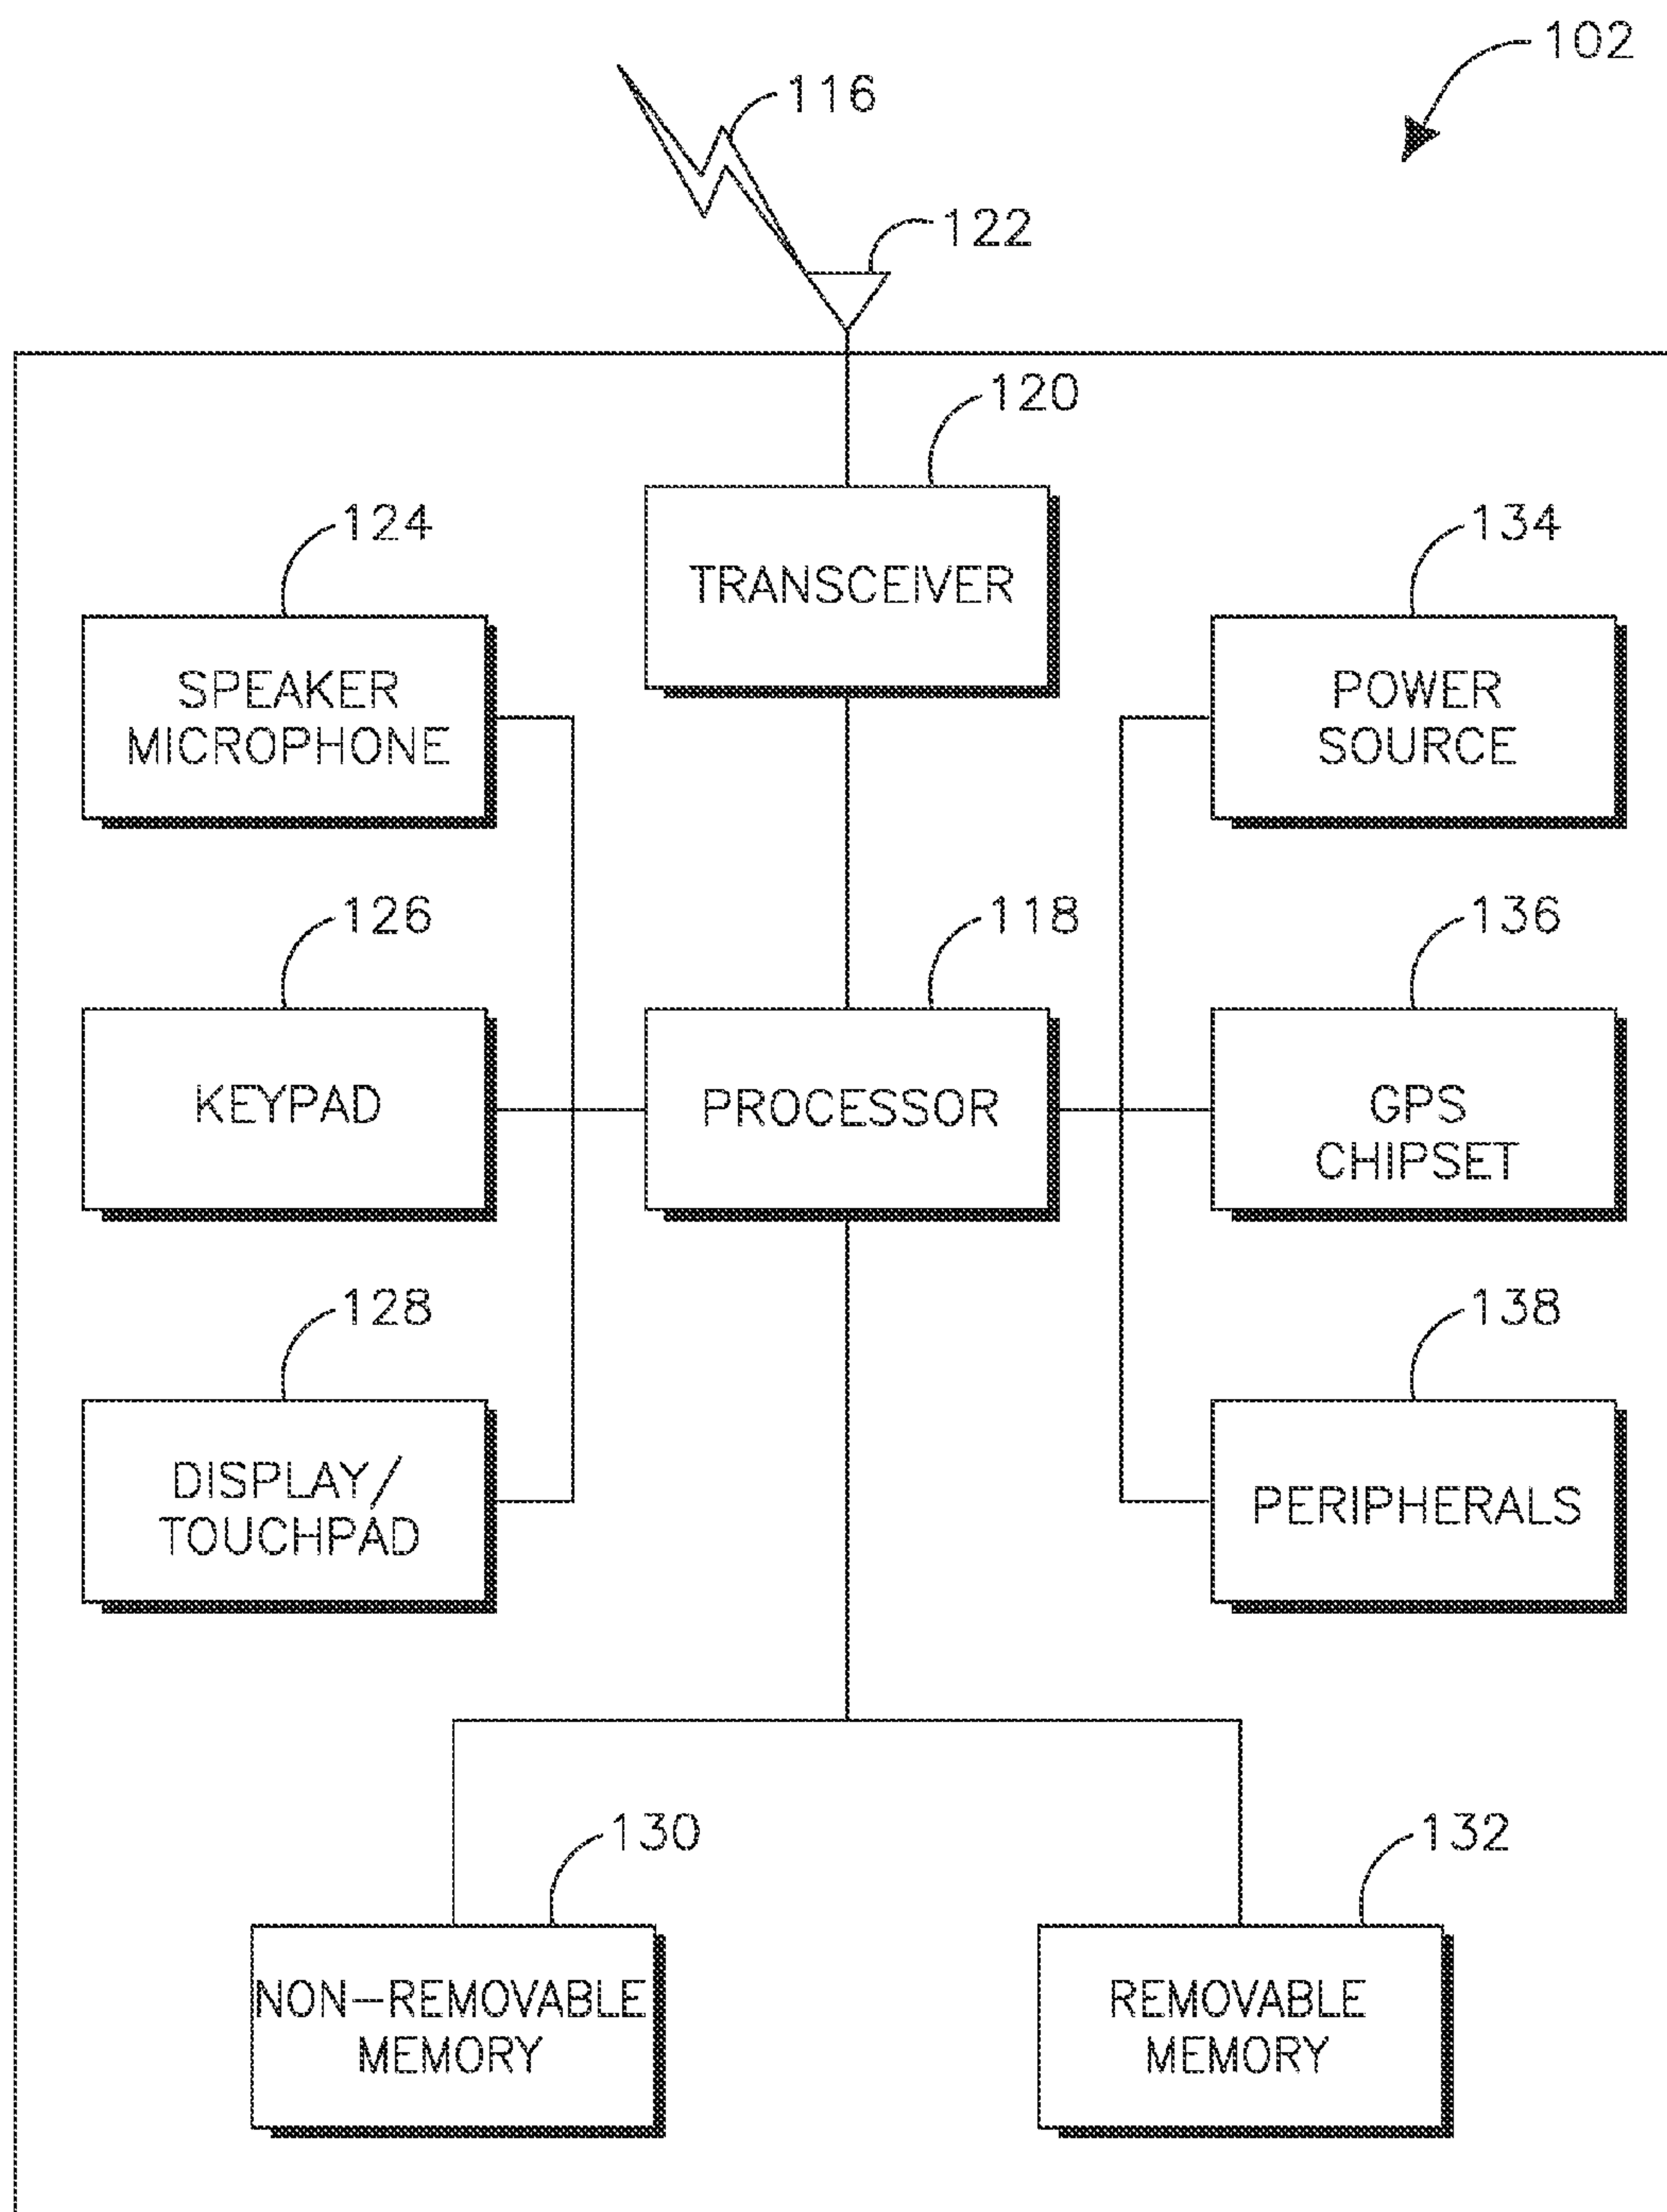 102
116
122
120
124
134
TRANSCEIVER
SPEAKER
MICROPHONE
POWER
SOURCE
126
118
136
KEYPAD
PROCESSOR
GPS
CHIPSET
128
138
DISPLAY/
TOUCHPAD
PERIPHERALS
130
132
NON-REMOVABLE
MEMORY
REMOVABLE
MEMORY